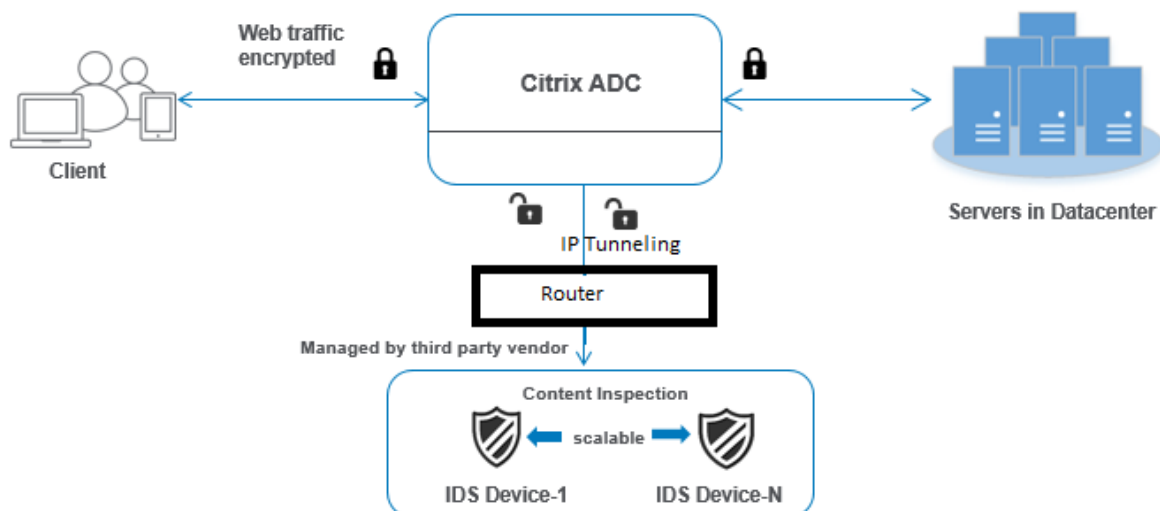 Web traffic
encrypted
Citrix ADC
Client
Servers in Datacenter
IP Tunneling
Router
Managed by third party vendor
Content Inspection
scalable
IDS Device-1
IDS Device-N